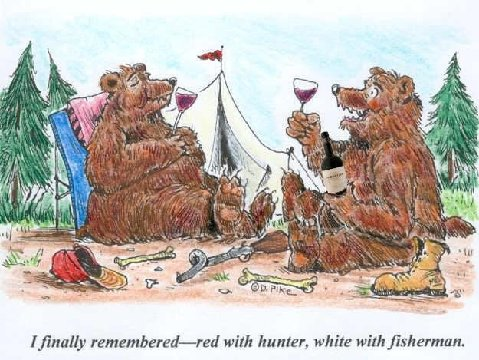 © D. PIKE
I finally remembered—red with hunter, white with fisherman.